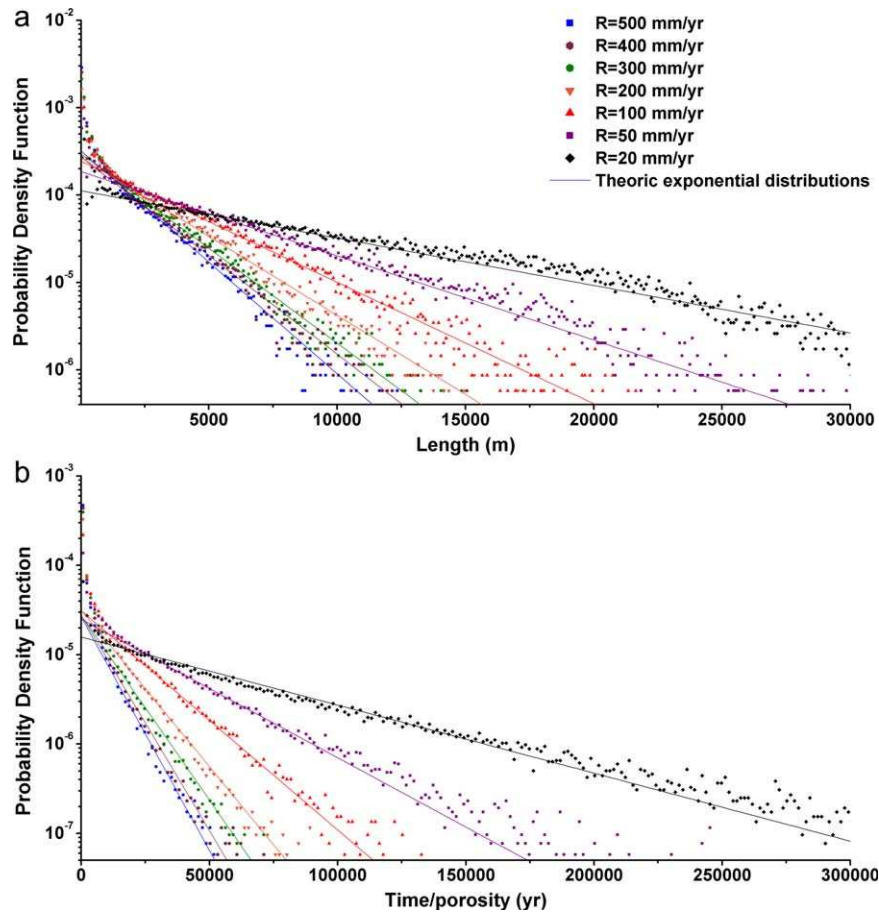 a
10^-2
10^-3
10^-4
10^-5
10^-6
Probability Density Function
R=500 mm/yr
R=400 mm/yr
R=300 mm/yr
R=200 mm/yr
R=100 mm/yr
R=50 mm/yr
R=20 mm/yr
Theoric exponential distributions
5000 10000 15000 20000 25000 30000
Length (m)
b
10^-3
10^-4
10^-5
10^-6
10^-7
Probability Density Function
0 50000 100000 150000 200000 250000 300000
Time/porosity (yr)